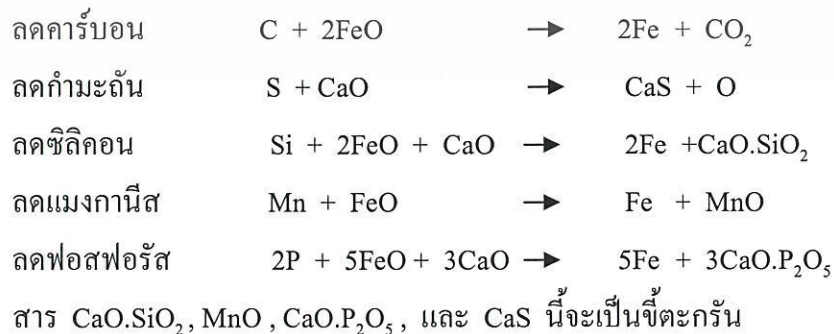 ลดคาร์บอน C + 2FeO → 2Fe + CO₂
ลดกำมะถัน S + CaO → CaS + O
ลดซิลิคอน Si + 2FeO + CaO → 2Fe +CaO.SiO₂
ลดแมงกานีส Mn + FeO → Fe + MnO
ลดฟอสฟอรัส 2P + 5FeO + 3CaO → 5Fe + 3CaO.P₂O₅
สาร CaO.SiO₂, MnO , CaO.P₂O₅, และ CaS นี้จะเป็นขี้ตะกรัน